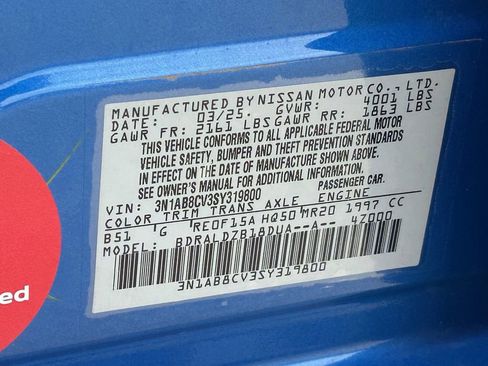 MANUFACTURED BY NISSAN MOTOR CO., LTD.
DATE: 03/25. GVWR: 4001 LBS
GAWR FR: 2161 LBS GAWR RR: 1863 LBS
THIS VEHICLE CONFORMS TO ALL APPLICABLE FEDERAL MOTOR
VEHICLE SAFETY, BUMPER AND THEFT PREVENTION STANDARDS
IN EFFECT ON THE DATE OF MANUFACTURE SHOWN ABOVE.
SEE OWNER'S MANUAL FOR ADDITIONAL INFORMATION.
VIN: 3N1AB8CV3SY319800 PASSENGER CAR.
COLOR TRIM TRANS AXLE ENGINE
B51 G RE0F15A HQ50 MR20 1997 CC
MODEL: BDRALDZB18DUA--A-- 4Z000
3N1AB8CV3SY319800
ed